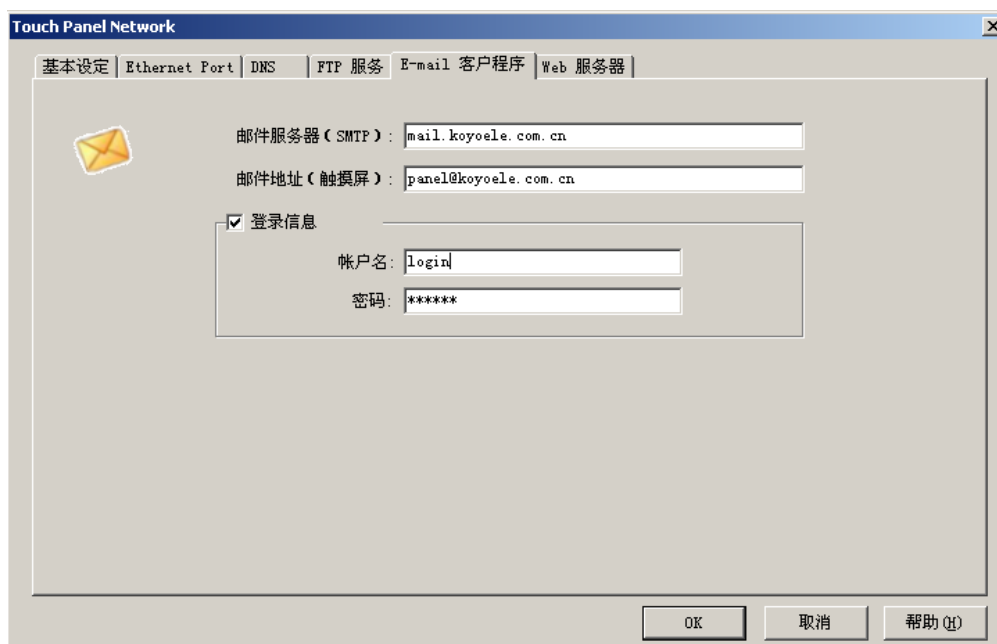 Touch Panel Network
基本设定 Ethernet Port DNS FTP 服务 E-mail 客户程序 Web 服务器
邮件服务器(SMTP): mail.koyoele.com.cn
邮件地址(触摸屏): panel@koyoele.com.cn
登录信息
帐户名: login
密码: ******
OK 取消 帮助(H)